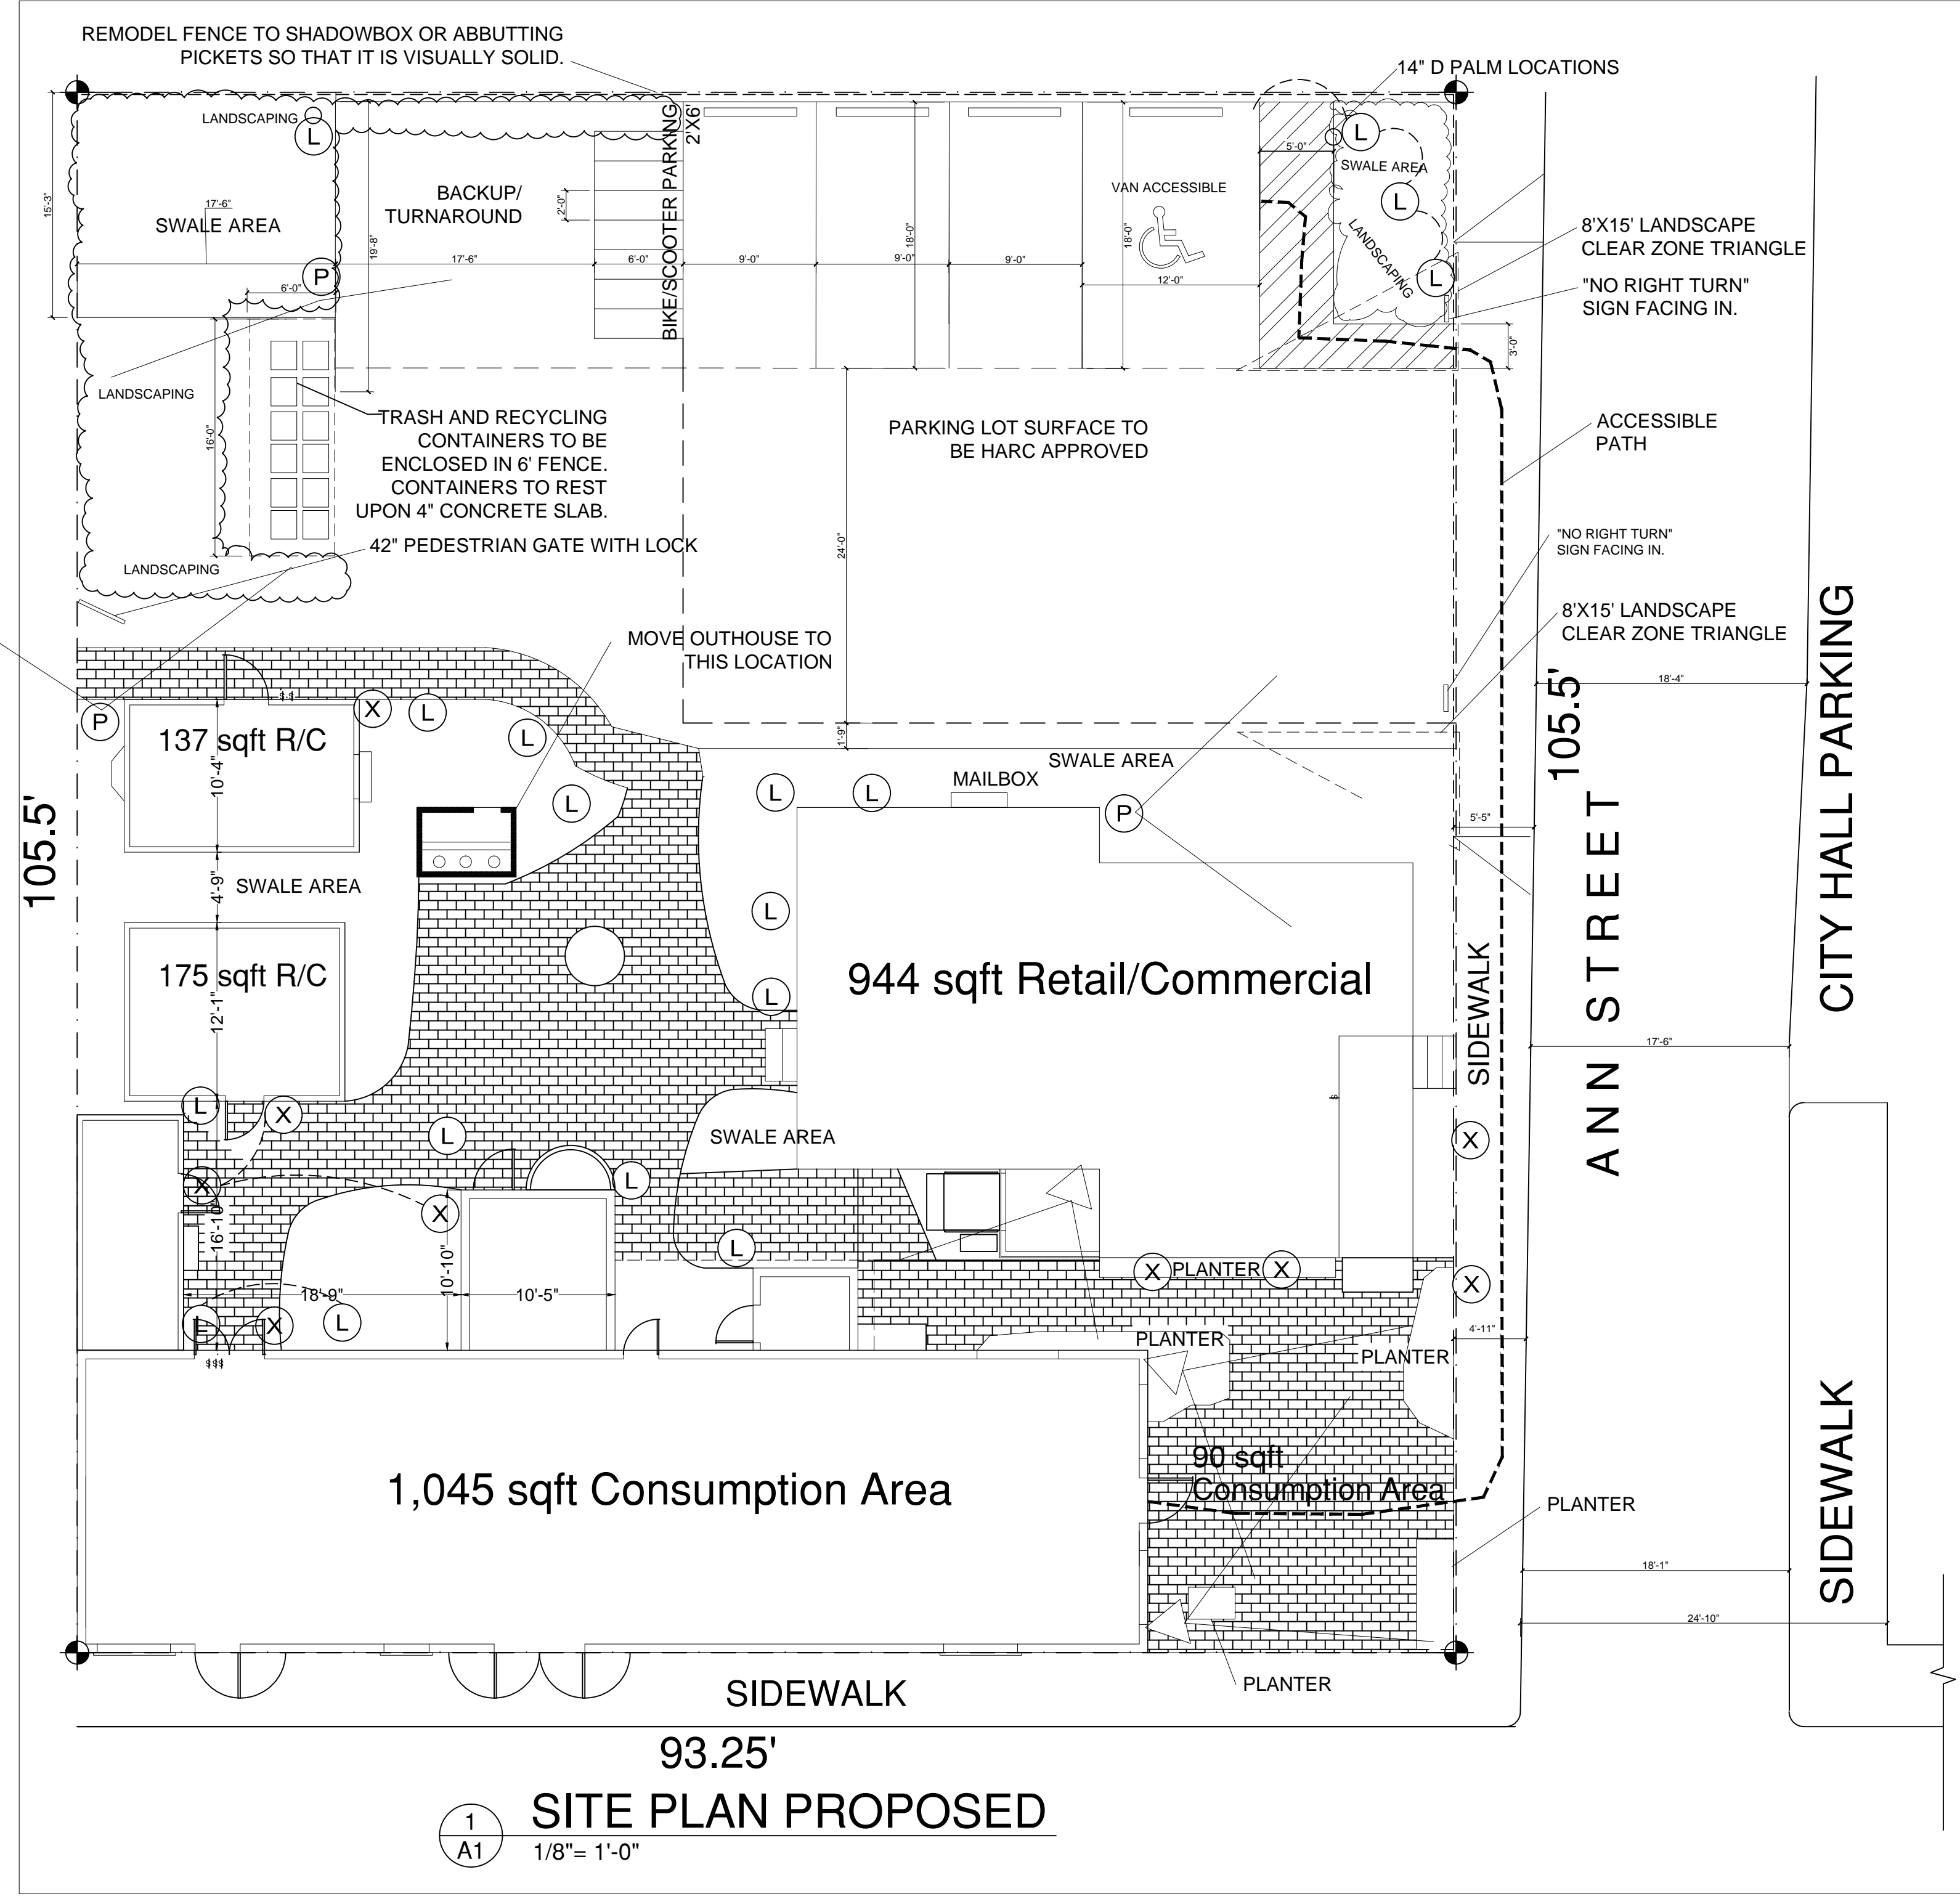 REMODEL FENCE TO SHADOWBOX OR ABBUTTING
PICKETS SO THAT IT IS VISUALLY SOLID.
14" D PALM LOCATIONS
LANDSCAPING
L
L
SWALE AREA
5'-0"
L
LANDSCAPING
L
VAN ACCESSIBLE
18'-0"
12'-0"
15'-3"
17'-6"
SWALE AREA
P
6'-0"
BACKUP/
TURNAROUND
2'-0"
19'-8"
17'-6"
6'-0"
BIKE/SCOOTER PARKING
2'X6'
9'-0"
18'-0"
9'-0"
9'-0"
8'X15' LANDSCAPE
CLEAR ZONE TRIANGLE
"NO RIGHT TURN"
SIGN FACING IN.
3'-0"
LANDSCAPING
16'-0"
TRASH AND RECYCLING
CONTAINERS TO BE
ENCLOSED IN 6' FENCE.
CONTAINERS TO REST
UPON 4" CONCRETE SLAB.
PARKING LOT SURFACE TO
BE HARC APPROVED
ACCESSIBLE
PATH
42" PEDESTRIAN GATE WITH LOCK
24'-0"
"NO RIGHT TURN"
SIGN FACING IN.
LANDSCAPING
8'X15' LANDSCAPE
CLEAR ZONE TRIANGLE
MOVE OUTHOUSE TO
THIS LOCATION
18'-4"
105.5'
CITY HALL PARKING
$ $
P
X
L
L
137 sqft R/C
10'-4"
1'-9"
SWALE AREA
MAILBOX
L
L
L
P
5'-5"
105.5'
4'-9"
SWALE AREA
L
175 sqft R/C
12'-1"
L
944 sqft Retail/Commercial
SIDEWALK
ANN STREET
17'-6"
$
L
X
L
SWALE AREA
X
X
L
16'-10"
X
10'-10"
L
X
PLANTER
X
X
18'-9"
10'-5"
L
X
L
4'-11"
PLANTER
PLANTER
$$$
SIDEWALK
90 sqft
Consumption Area
1,045 sqft Consumption Area
PLANTER
18'-1"
24'-10"
PLANTER
SIDEWALK
93.25'
1
A1
SITE PLAN PROPOSED
1/8"= 1'-0"